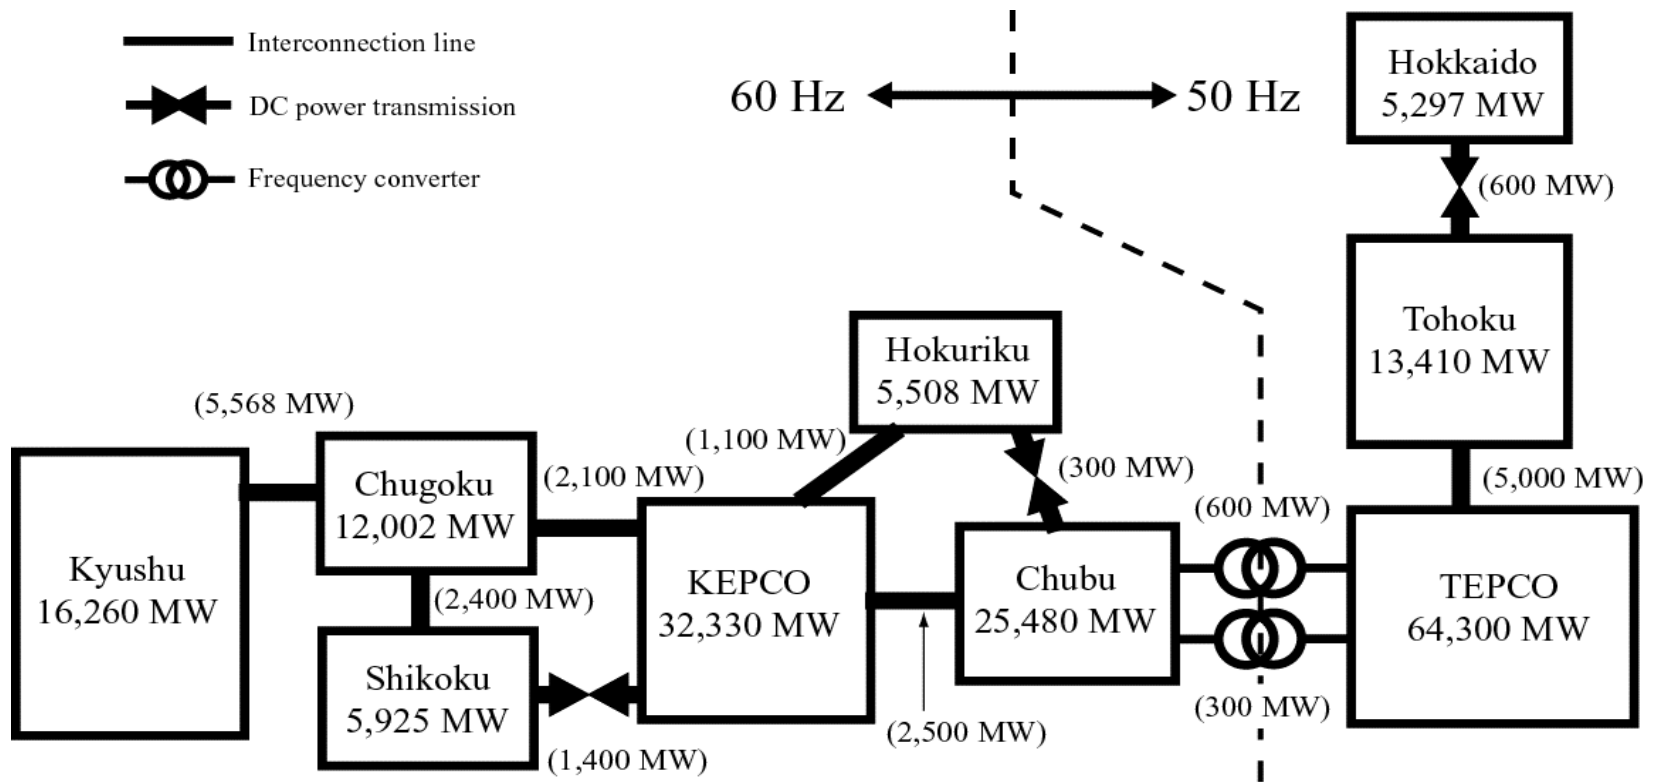 Interconnection line
DC power transmission
Frequency converter
60 Hz
50 Hz
Hokkaido
5,297 MW
(600 MW)
Tohoku
13,410 MW
(5,000 MW)
Hokuriku
5,508 MW
(5,568 MW)
(1,100 MW)
(300 MW)
Kyushu
16,260 MW
Chugoku
12,002 MW
(2,100 MW)
(2,400 MW)
Shikoku
5,925 MW
(1,400 MW)
KEPCO
32,330 MW
(2,500 MW)
Chubu
25,480 MW
(600 MW)
(300 MW)
TEPCO
64,300 MW